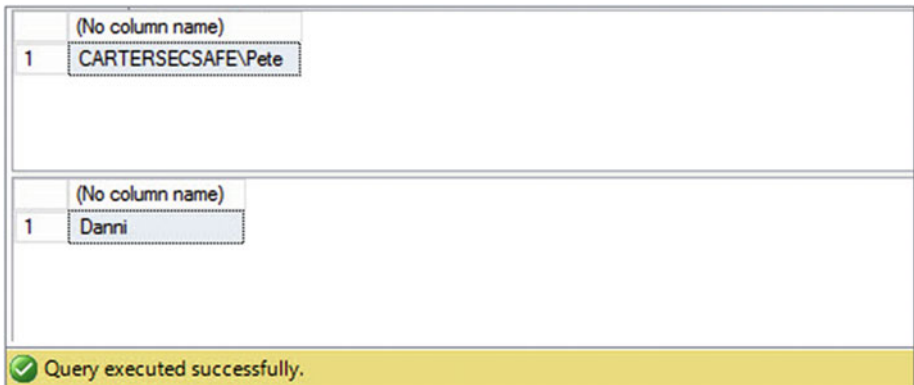 (No column name)
1 CARTERSECSAFE\Pete
(No column name)
1 Danni
Query executed successfully.